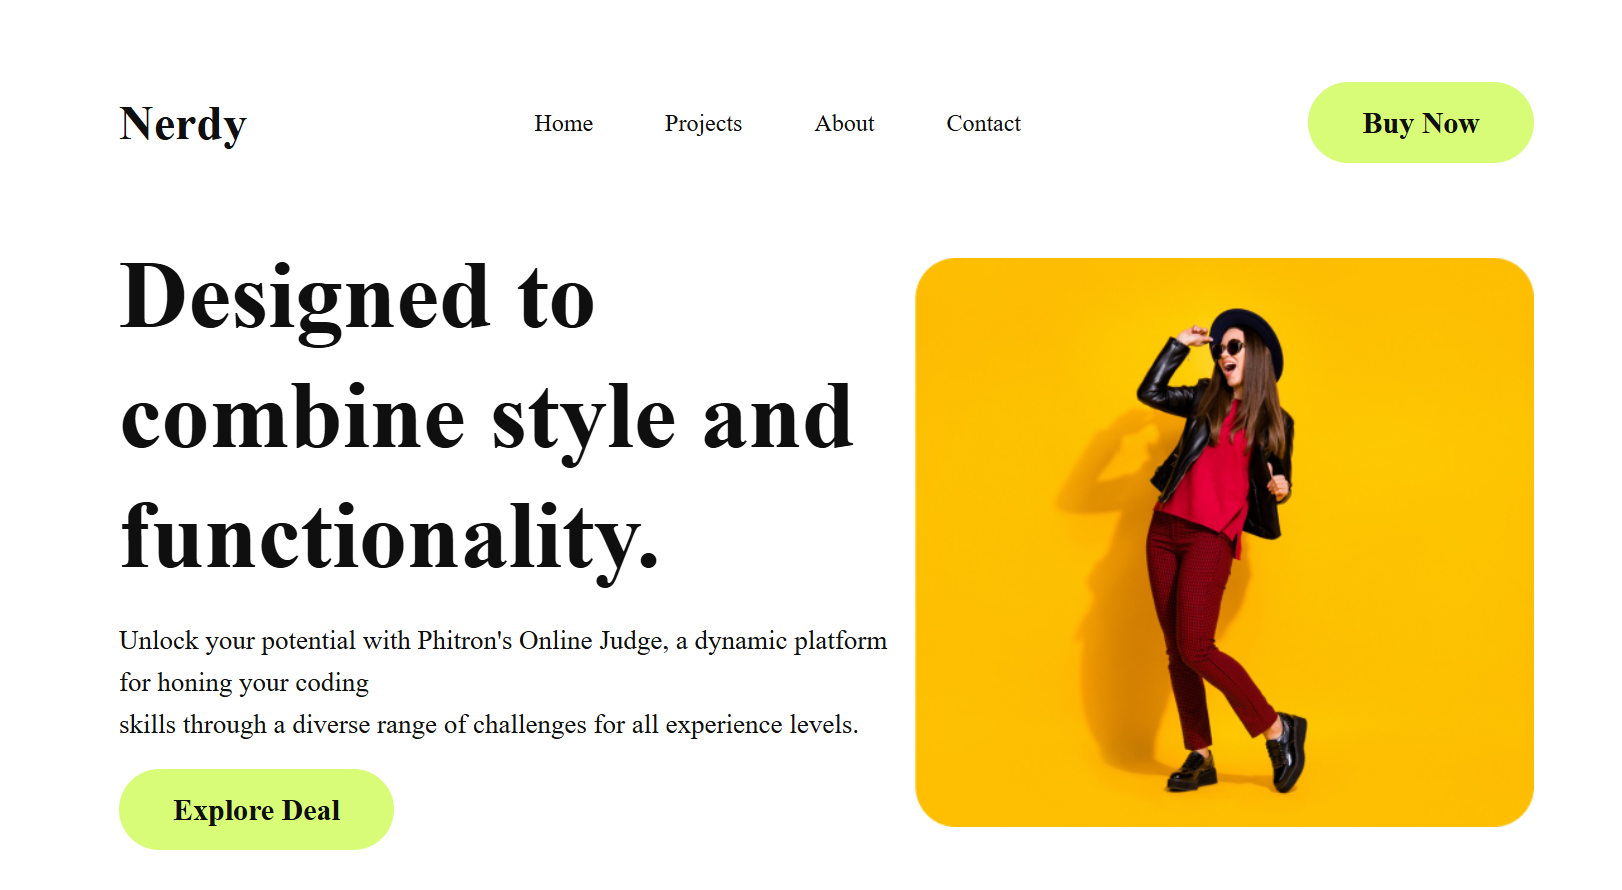 Nerdy
Home
Projects
About
Contact
Buy Now
Designed to
combine style and
functionality.
Unlock your potential with Phitron's Online Judge, a dynamic platform
for honing your coding
skills through a diverse range of challenges for all experience levels.
Explore Deal